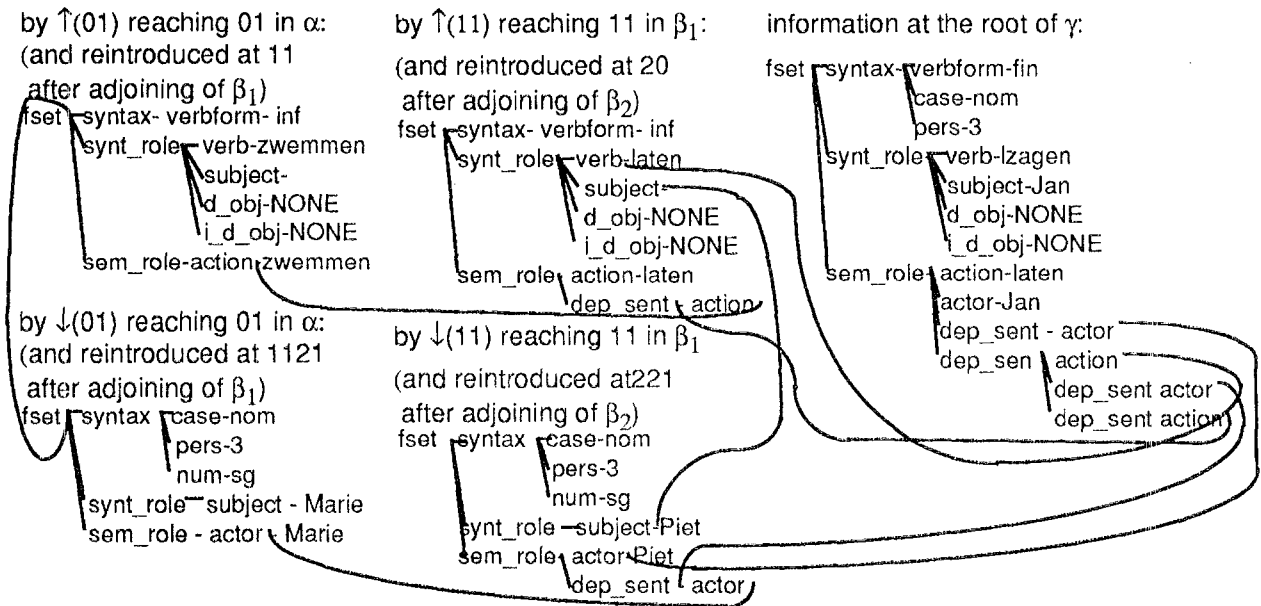 by ↑(01) reaching 01 in α:
(and reintroduced at 11
after adjoining of β1)
fset syntax- verbform- inf
synt_role verb-zwemmen
subject-
d_obj-NONE
i_d_obj-NONE
sem_role-action-zwemmen
by ↓(01) reaching 01 in α:
(and reintroduced at 1121
after adjoining of β1)
fset syntax case-nom
pers-3
num-sg
synt_role subject - Marie
sem_role - actor - Marie
by ↑(11) reaching 11 in β1:
(and reintroduced at 20
after adjoining of β2)
fset syntax- verbform- inf
synt_role verb-laten
subject-
d_obj-NONE
i_d_obj-NONE
sem_role action-laten
dep_sent - action
by ↓(11) reaching 11 in β1
(and reintroduced at221
after adjoining of β2)
fset syntax case-nom
pers-3
num-sg
synt_role subject-Piet
sem_role actor-Piet
dep_sent - actor
information at the root of γ:
fset syntax- verbform-fin
case-nom
pers-3
synt_role verb-lzagen
subject-Jan
d_obj-NONE
i_d_obj-NONE
sem_role action-laten
actor-Jan
dep_sent - actor
dep_sen action
dep_sent actor
dep_sent action